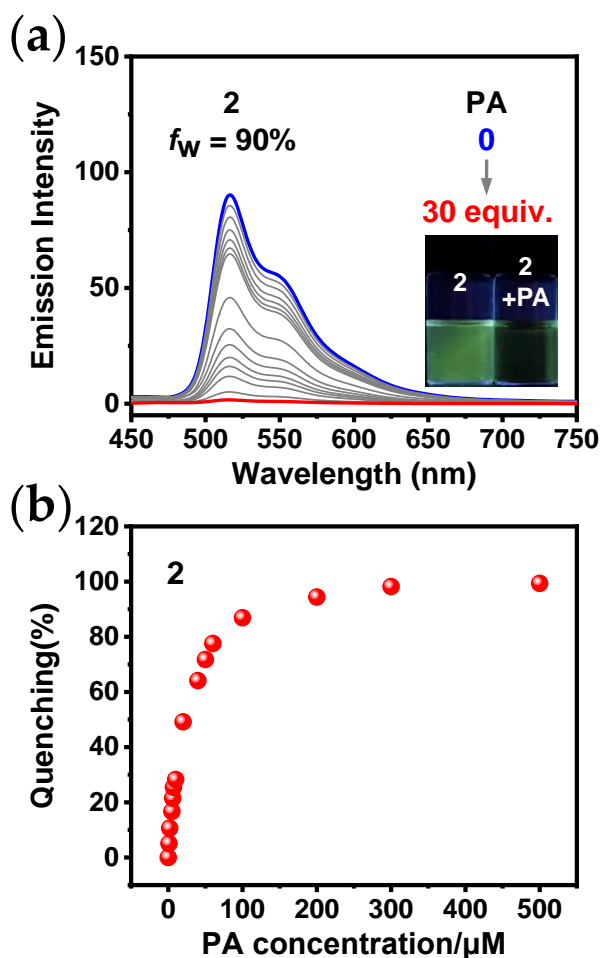 (a)
150
100
50
0
Emission Intensity
2
fw = 90%
PA
0
30 equiv.
2
2
+PA
450 500 550 600 650 700 750
Wavelength (nm)
(b)
120
100
80
60
40
20
0
Quenching(%)
2
0 100 200 300 400 500
PA concentration/μM